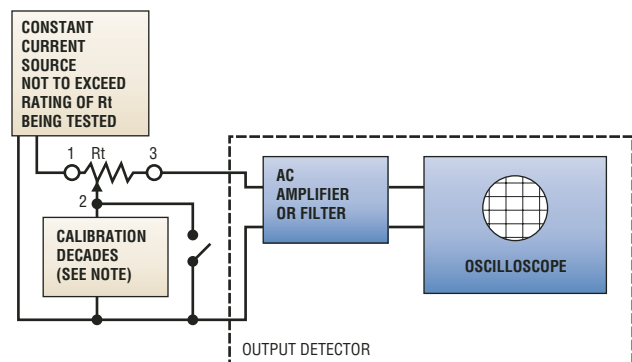 CONSTANT
CURRENT
SOURCE
NOT TO EXCEED
RATING OF Rt
BEING TESTED
1 Rt 3
2
CALIBRATION
DECADES
(SEE NOTE)
AC
AMPLIFIER
OR FILTER
OSCILLOSCOPE
OUTPUT DETECTOR